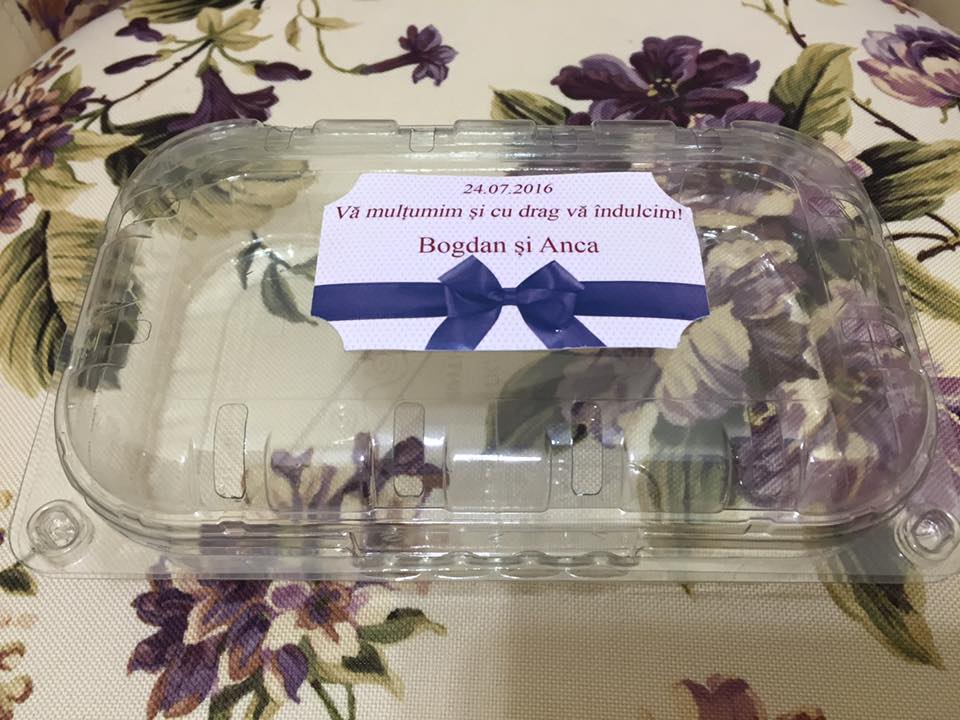 24.07.2016
Vă mulțumim și cu drag vă îndulcim!
Bogdan și Anca